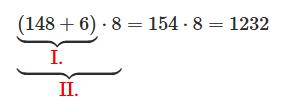 (148 + 6) · 8 = 154 · 8 = 1232
I.
II.